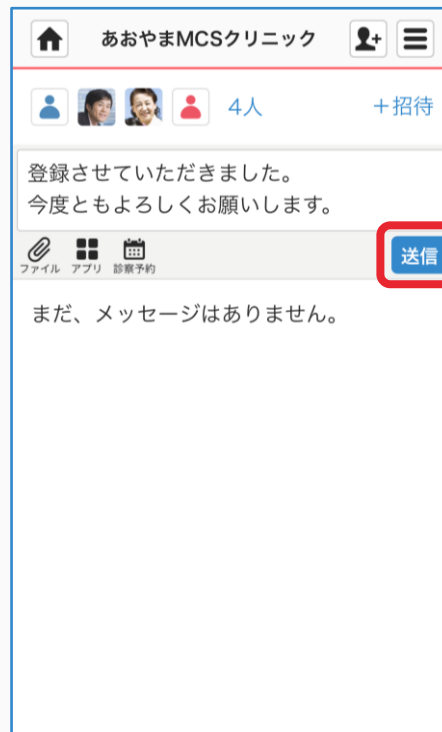 あおやまMCSクリニック
4人
+招待
登録させていただきました。
今度ともよろしくお願いします。
ファイル アプリ 診察予約
送信
まだ、メッセージはありません。